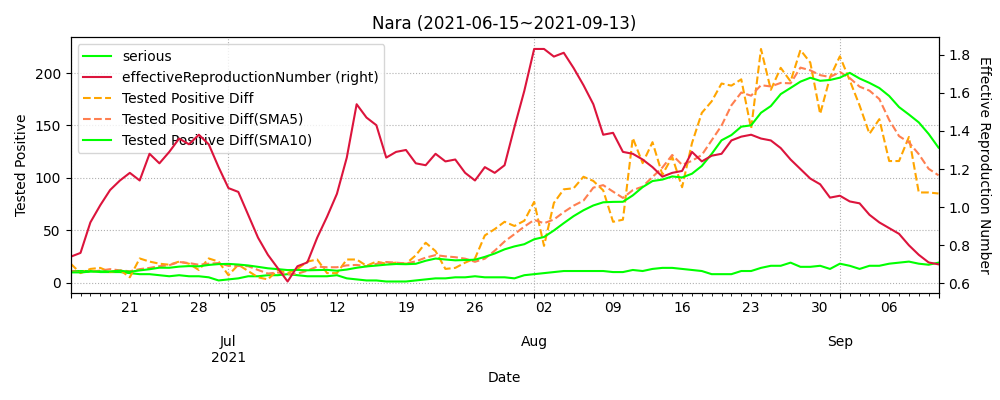 Nara (2021-06-15~2021-09-13)
serious
effectiveReproductionNumber (right)
Tested Positive Diff
Tested Positive Diff(SMA5)
Tested Positive Diff(SMA10)
Tested Positive
200
150
100
50
0
Effective Reproduction Number
1.8
1.6
1.4
1.2
1.0
0.8
0.6
21 28 05 12 19 26 02 09 16 23 30 06
Jul Aug Sep
2021
Date